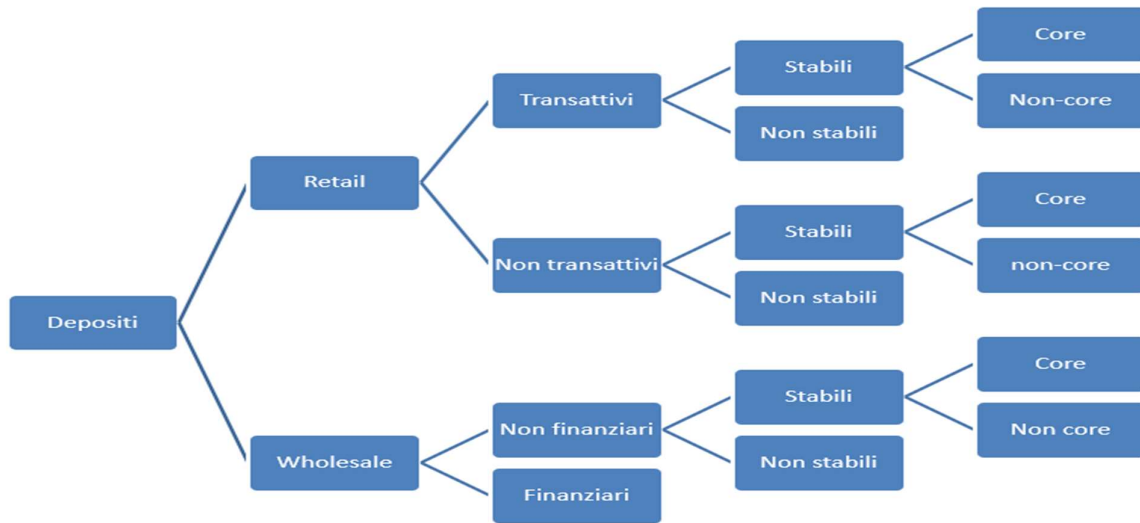 Depositi
Retail
Transattivi
Stabili
Core
Non-core
Non stabili
Non transattivi
Stabili
Core
non-core
Non stabili
Wholesale
Non finanziari
Stabili
Core
Non core
Non stabili
Finanziari